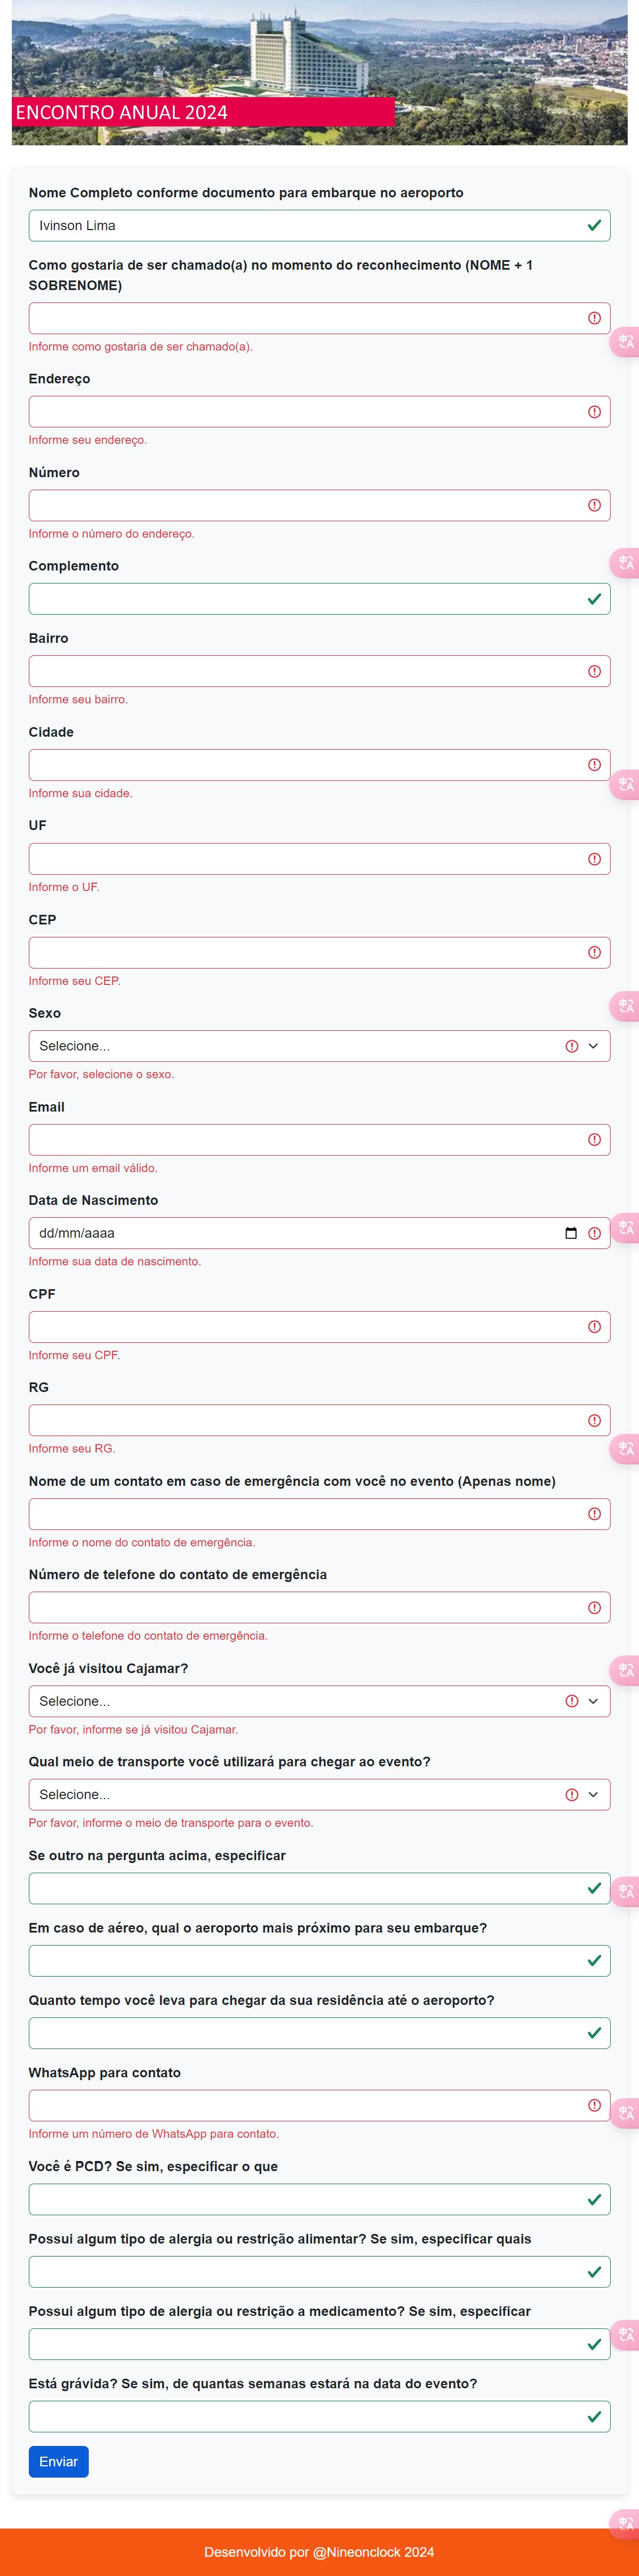 ENCONTRO ANUAL 2024
Nome Completo conforme documento para embarque no aeroporto
Ivinson Lima
Como gostaria de ser chamado(a) no momento do reconhecimento (NOME + 1
SOBRENOME)
Informe como gostaria de ser chamado(a).
Endereço
Informe seu endereço.
Número
Informe o número do endereço.
Complemento
Bairro
Informe seu bairro.
Cidade
Informe sua cidade.
UF
Informe o UF.
CEP
Informe seu CEP.
Sexo
Selecione...
Por favor, selecione o sexo.
Email
Informe um email válido.
Data de Nascimento
dd/mm/aaaa
Informe sua data de nascimento.
CPF
Informe seu CPF.
RG
Informe seu RG.
Nome de um contato em caso de emergência com você no evento (Apenas nome)
Informe o nome do contato de emergência.
Número de telefone do contato de emergência
Informe o telefone do contato de emergência.
Você já visitou Cajamar?
Selecione...
Por favor, informe se já visitou Cajamar.
Qual meio de transporte você utilizará para chegar ao evento?
Selecione...
Por favor, informe o meio de transporte para o evento.
Se outro na pergunta acima, especificar
Em caso de aéreo, qual o aeroporto mais próximo para seu embarque?
Quanto tempo você leva para chegar da sua residência até o aeroporto?
WhatsApp para contato
Informe um número de WhatsApp para contato.
Você é PCD? Se sim, especificar o que
Possui algum tipo de alergia ou restrição alimentar? Se sim, especificar quais
Possui algum tipo de alergia ou restrição a medicamento? Se sim, especificar
Está grávida? Se sim, de quantas semanas estará na data do evento?
Enviar
Desenvolvido por @Nineonclock 2024